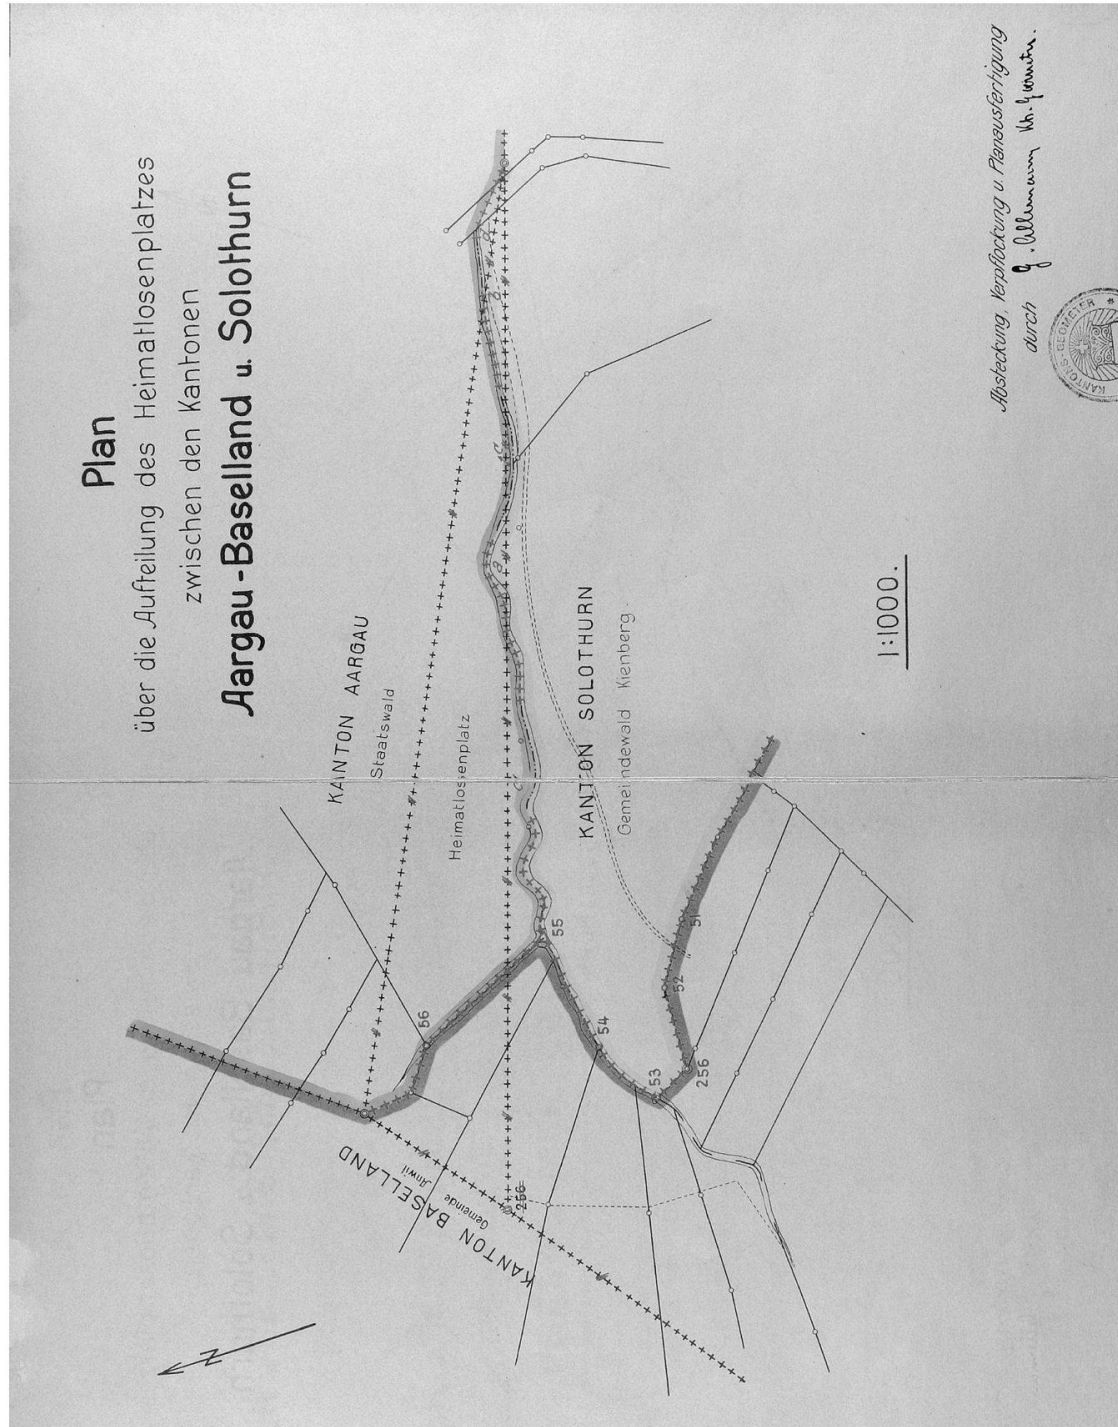 Plan
über die Aufteilung des Heimatlosenplatzes
zwischen den Kantonen
Aargau-Baselland u. Solothurn
KANTON AARGAU
Staatswald
Heimatlosenplatz
KANTON SOLOTHURN
Gemeindewald Kienberg
KANTON BASELLAND
Gemeinde
Anwil
56
55
54
53
52
51
256
256
N
1:1000.
Absteckung, Verpflockung u. Planausfertigung
durch
KANTONS-GEOMETER